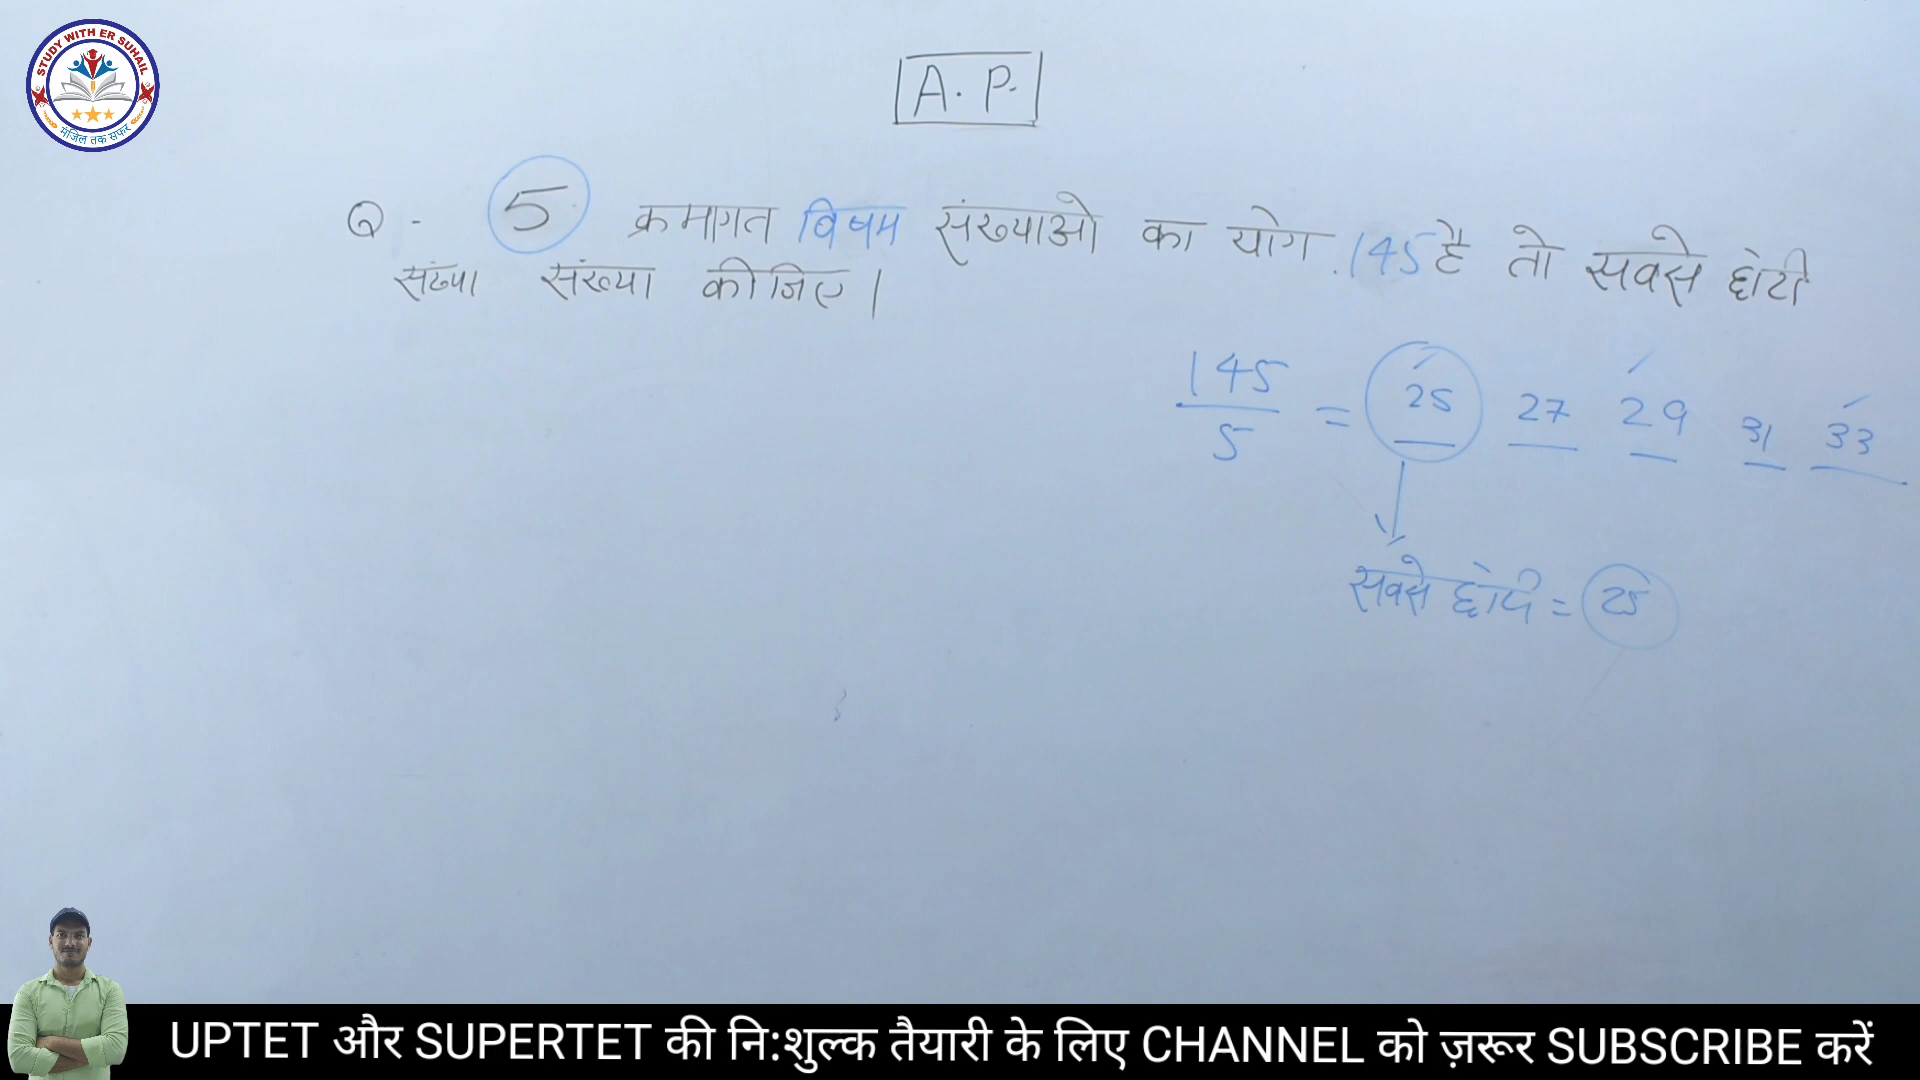 STUDY WITH ER SUHAIL
मंजिल तक सफर
A.P.
Q - 5 क्रमागत विषम संख्याओ का योग 145 है तो सबसे छोटी
संख्या संख्या कीजिए।
145/5 = 25 27 29 31 33
सबसे छोटी = 25
UPTET और SUPERTET की नि:शुल्क तैयारी के लिए CHANNEL को ज़रूर SUBSCRIBE करें